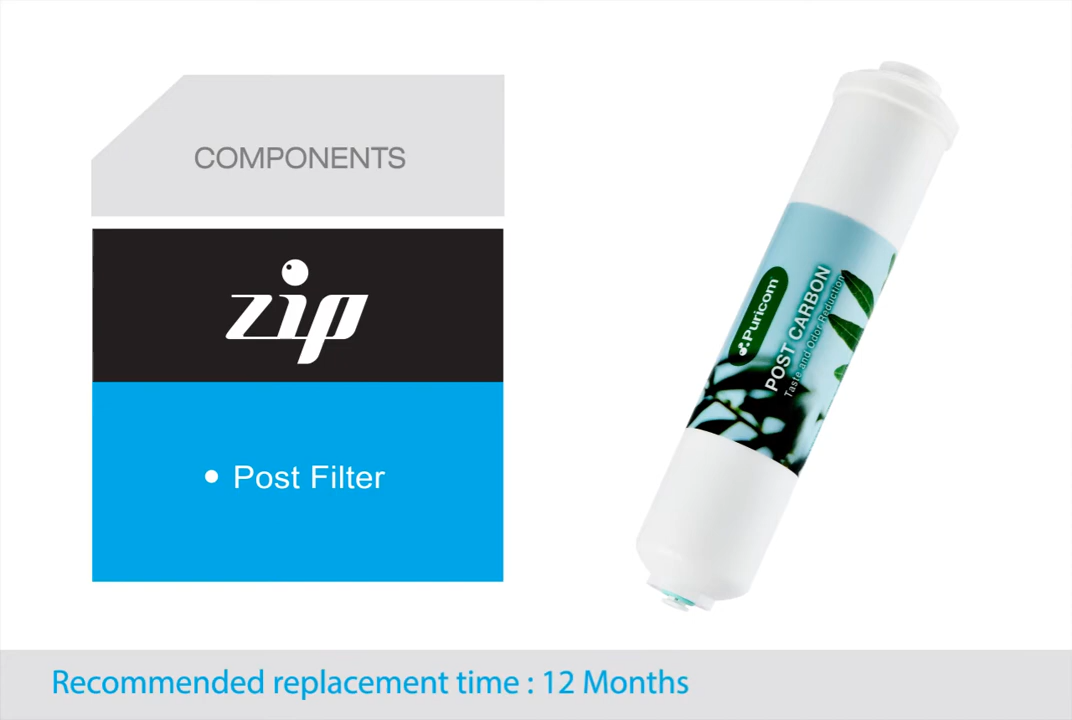 COMPONENTS
zip
• Post Filter
Puricom
POST CARBON
Taste and Odor Reduction
Recommended replacement time : 12 Months